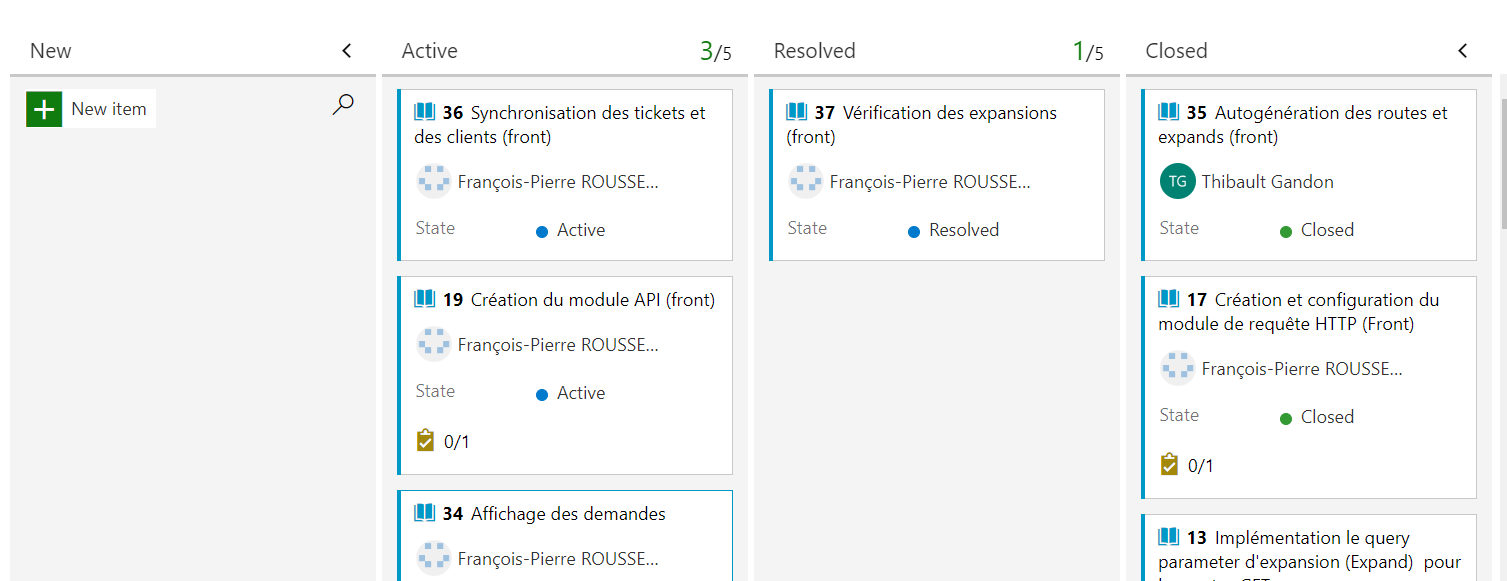 New
New item
Active 3/5
36 Synchronisation des tickets et
des clients (front)
François-Pierre ROUSSE...
State Active
19 Création du module API (front)
François-Pierre ROUSSE...
State Active
0/1
34 Affichage des demandes
François-Pierre ROUSSE...
Resolved 1/5
37 Vérification des expansions
(front)
François-Pierre ROUSSE...
State Resolved
Closed
35 Autogénération des routes et
expands (front)
TG Thibault Gandon
State Closed
17 Création et configuration du
module de requête HTTP (Front)
François-Pierre ROUSSE...
State Closed
0/1
13 Implémentation le query
parameter d'expansion (Expand) pour